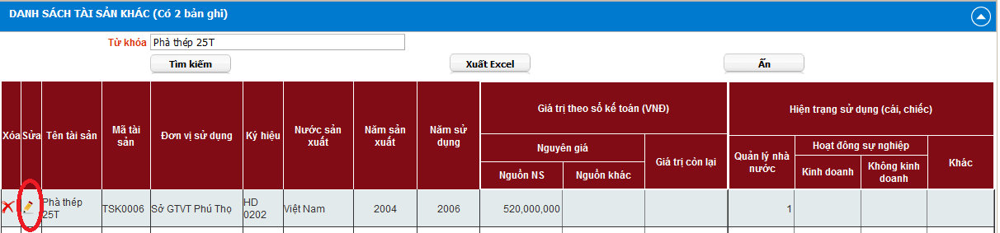 DANH SÁCH TÀI SẢN KHÁC (Có 2 bản ghi)
Từ khóa Phà thép 25T
Tìm kiếm Xuất Excel Ẩn
Xóa Sửa Tên tài sản Mã tài sản Đơn vị sử dụng Ký hiệu Nước sản xuất Năm sản xuất Năm sử dụng Giá trị theo sổ kế toán (VNĐ) Hiện trạng sử dụng (cái, chiếc)
Nguyên giá Giá trị còn lại Quản lý nhà nước Hoạt đông sự nghiệp Khác
Nguồn NS Nguồn khác Kinh doanh Không kinh doanh
Phà thép 25T TSK0006 Sở GTVT Phú Thọ HD 0202 Việt Nam 2004 2006 520,000,000 1